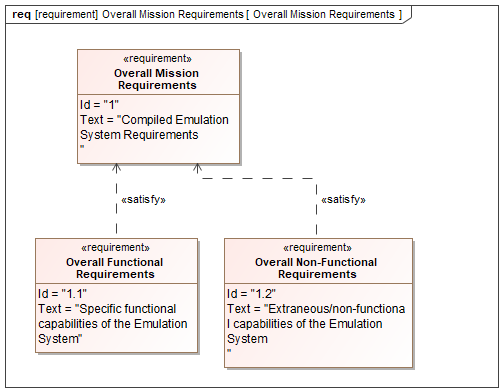 req [requirement] Overall Mission Requirements [ Overall Mission Requirements ]
«requirement»
Overall Mission
Requirements
Id = "1"
Text = "Compiled Emulation
System Requirements
"
«satisfy»
«satisfy»
«requirement»
Overall Functional
Requirements
Id = "1.1"
Text = "Specific functional
capabilities of the Emulation
System"
«requirement»
Overall Non-Functional
Requirements
Id = "1.2"
Text = "Extraneous/non-functiona
l capabilities of the Emulation
System
"